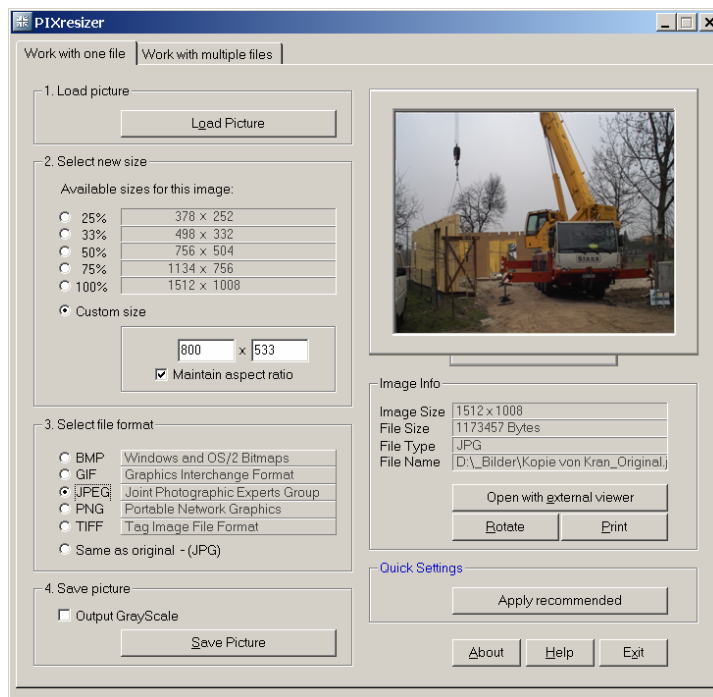 PIXresizer
Work with one file
Work with multiple files
1. Load picture
Load Picture
2. Select new size
Available sizes for this image:
25% 378 x 252
33% 498 x 332
50% 756 x 504
75% 1134 x 756
100% 1512 x 1008
Custom size
800 x 533
Maintain aspect ratio
3. Select file format
BMP Windows and OS/2 Bitmaps
GIF Graphics Interchange Format
JPEG Joint Photographic Experts Group
PNG Portable Network Graphics
TIFF Tag Image File Format
Same as original - (JPG)
4. Save picture
Output GrayScale
Save Picture
Image Info
Image Size 1512 x 1008
File Size 1173457 Bytes
File Type JPG
File Name D:\_Bilder\Kopie von Kran_Original.j
Open with external viewer
Rotate
Print
Quick Settings
Apply recommended
About
Help
Exit